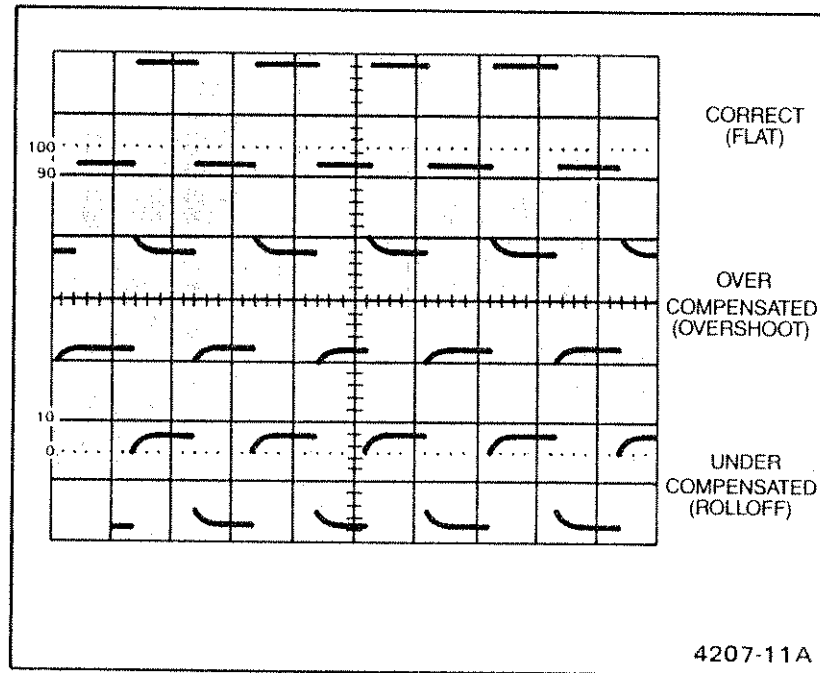 CORRECT
(FLAT)
100
90
OVER
COMPENSATED
(OVERSHOOT)
10
0
UNDER
COMPENSATED
(ROLLOFF)
4207-11A